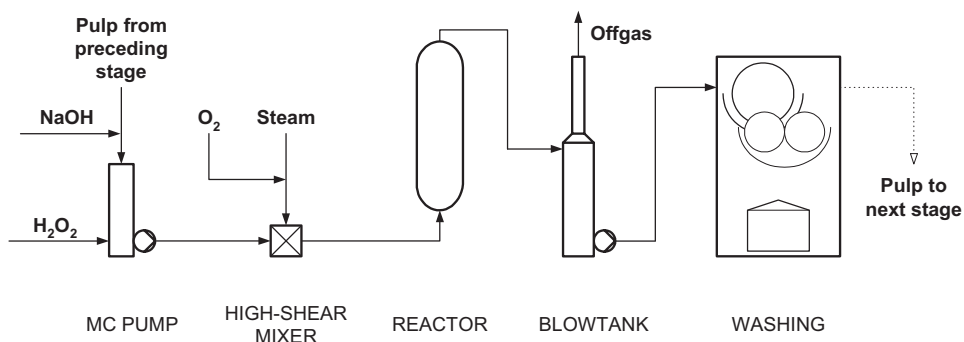 Pulp from
preceding
stage
NaOH
H₂O₂
O₂
Steam
Offgas
Pulp to
next stage
MC PUMP
HIGH-SHEAR
MIXER
REACTOR
BLOWTANK
WASHING